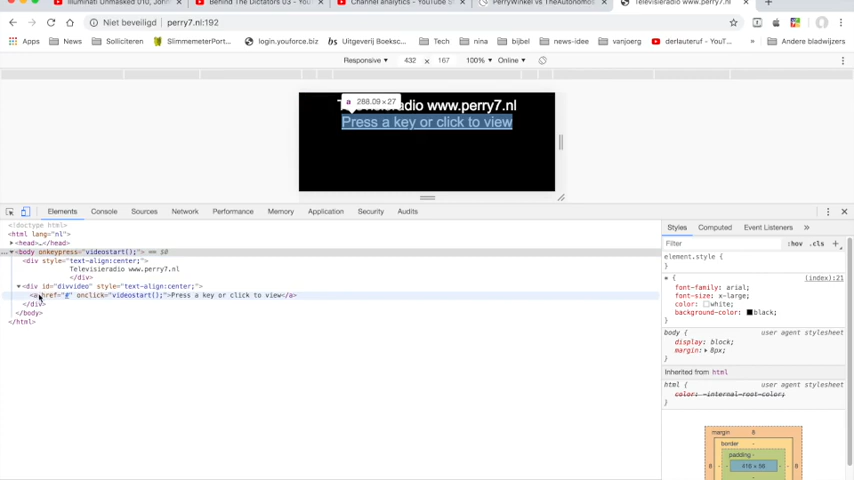 Illuminati Unmasked 010, John
Behind The Dictators 03 - YouT
Channel analytics - YouTube S
PerryWinkel vs TheAutonomos
Televisieradio www.perry7.nl
Niet beveiligd | perry7.nl:192
Apps News Solliciteren SlimmemeterPort... login.youforce.biz Uitgeverij Boeksc... Tech nina bijbel news-idee vanjoerg derlauteruf - YouT... Andere bladwijzers
Responsive ▾ 432 × 167 100% ▾ Online ▾
a 288.09 × 27
www.perry7.nl
Press a key or click to view
Elements Console Sources Network Performance Memory Application Security Audits
<!doctype html>
<html lang="nl">
<head>…</head>
<body onkeypress="videostart();"> == $0
<div style="text-align:center;">
Televisieradio www.perry7.nl
</div>
<div id="divvideo" style="text-align:center;">
<a href="#" onclick="videostart();">Press a key or click to view</a>
</div>
</body>
</html>
Styles Computed Event Listeners »
Filter :hov .cls +
element.style {
}
* { (index):21
font-family: arial;
font-size: x-large;
color: white;
background-color: black;
}
body { user agent stylesheet
display: block;
margin: 8px;
}
Inherited from html
html { user agent stylesheet
color: -internal-root-color;
}
margin 8
border -
padding -
8 - - 416 × 56 - - 8